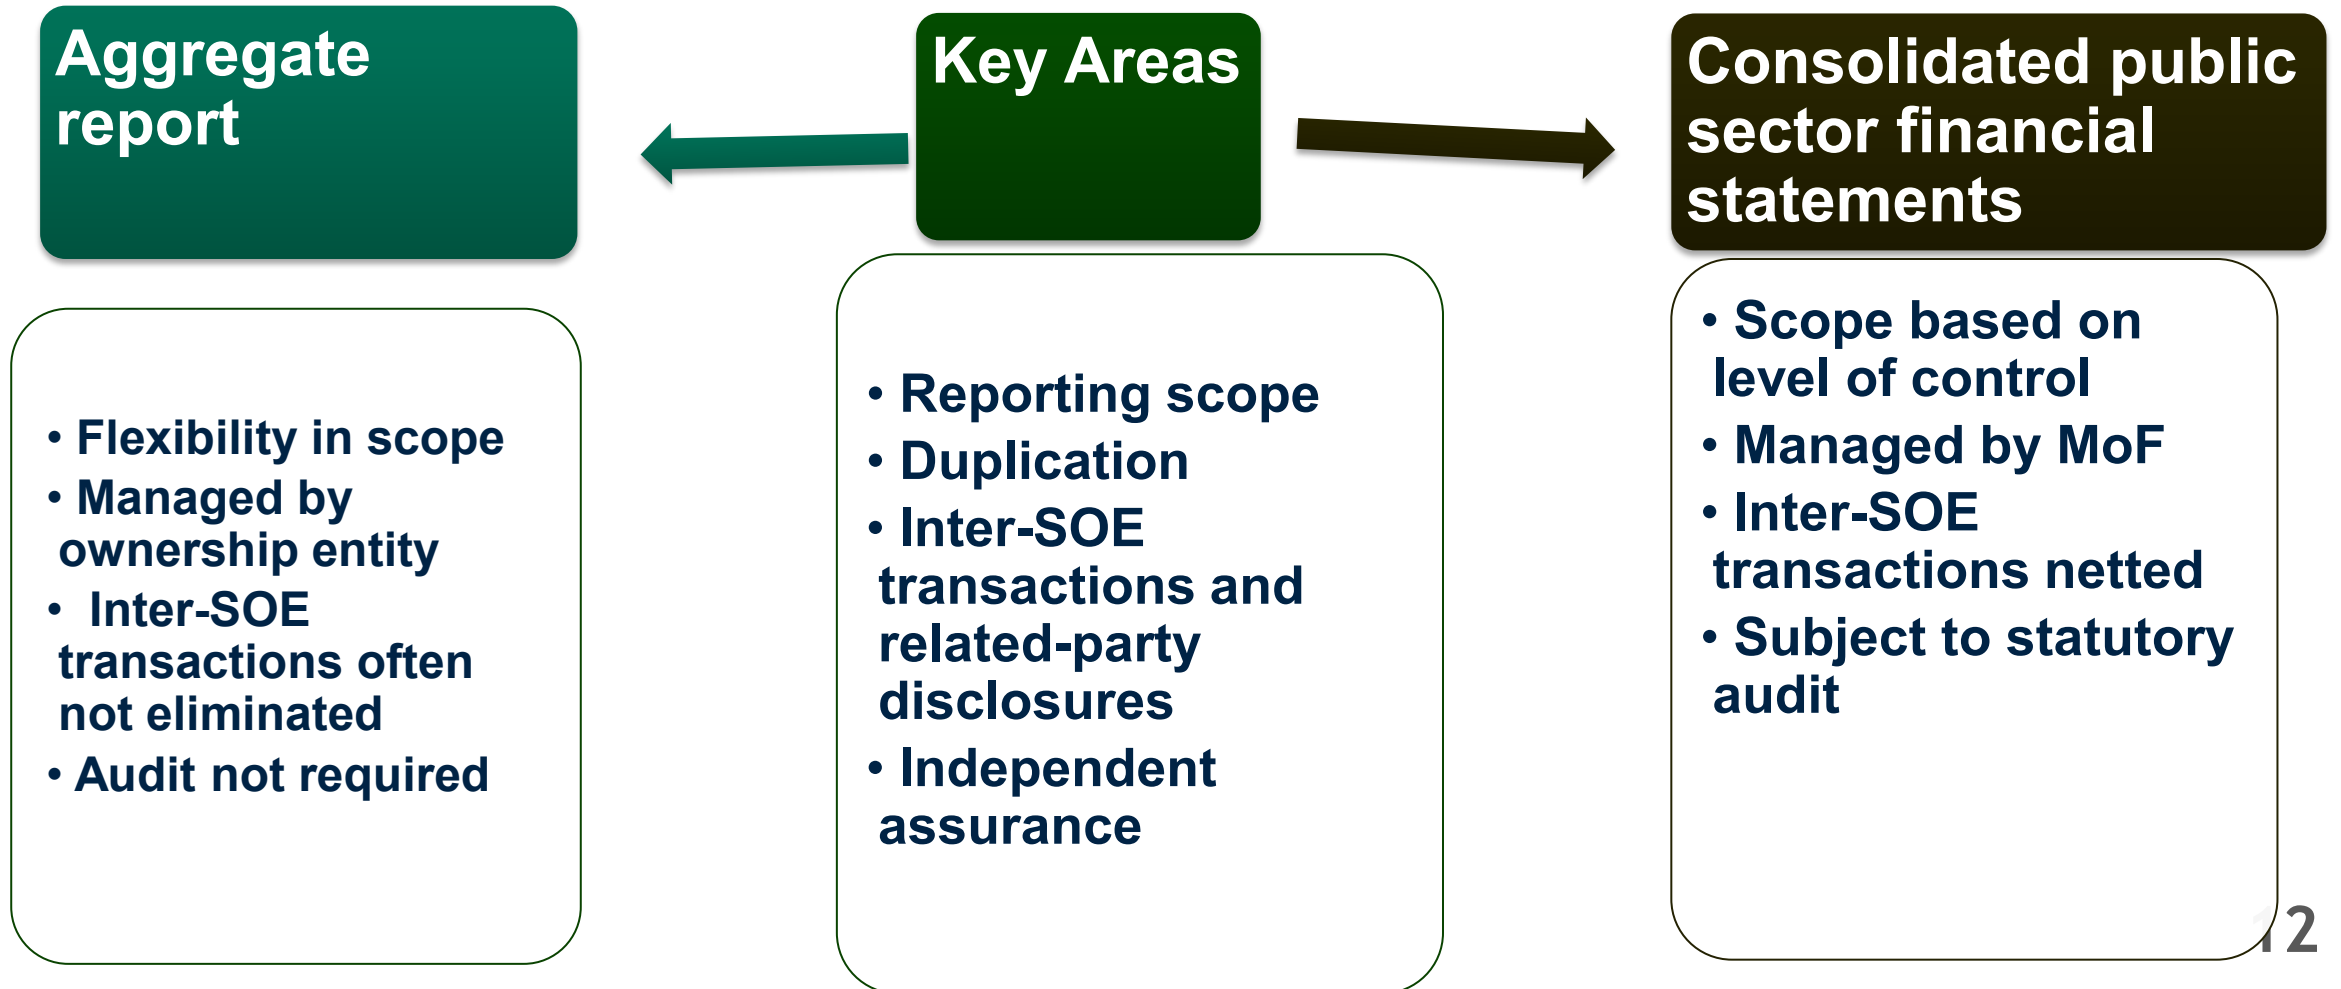 Aggregate
report
• Flexibility in scope
• Managed by
ownership entity
• Inter-SOE
transactions often
not eliminated
• Audit not required
Key Areas
• Reporting scope
• Duplication
• Inter-SOE
transactions and
related-party
disclosures
• Independent
assurance
Consolidated public
sector financial
statements
• Scope based on
level of control
• Managed by MoF
• Inter-SOE
transactions netted
• Subject to statutory
audit
12